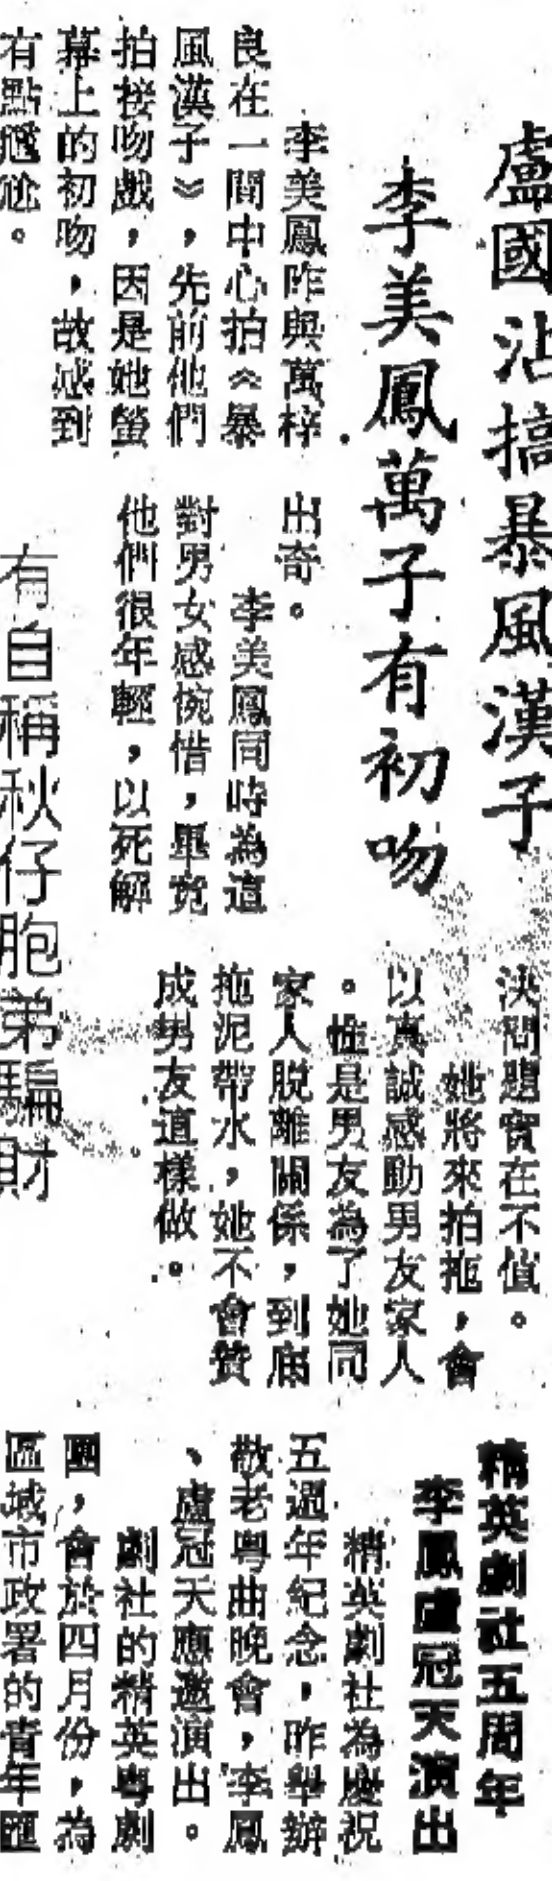 盧國沾搞暴風漢子
李美鳳萬子有初吻
李美鳳昨與萬梓
良在一間中心拍《暴
風漢子》，先前他們
拍接吻戲，因是她螢
幕上的初吻，故感到
有點尷尬。
出奇。
李美鳳同時為這
對男女感惋惜，畢竟
他們很年輕，以死解
決問題實在不值。
她將來拍拖，會
以真誠感動男友家人
。惟是男友為了她同
家人脫離關係，到底
拖泥帶水，她不會贊
成男友這樣做。
有自稱秋仔胞弟騙財
精英劇社五周年
李鳳盧冠天演出
精英劇社為慶祝
五週年紀念，昨舉辦
敬老粵曲晚會，李鳳
、盧冠天應邀演出。
劇社的精英粵劇
團，會於四月份，為
區域市政署的青年匯